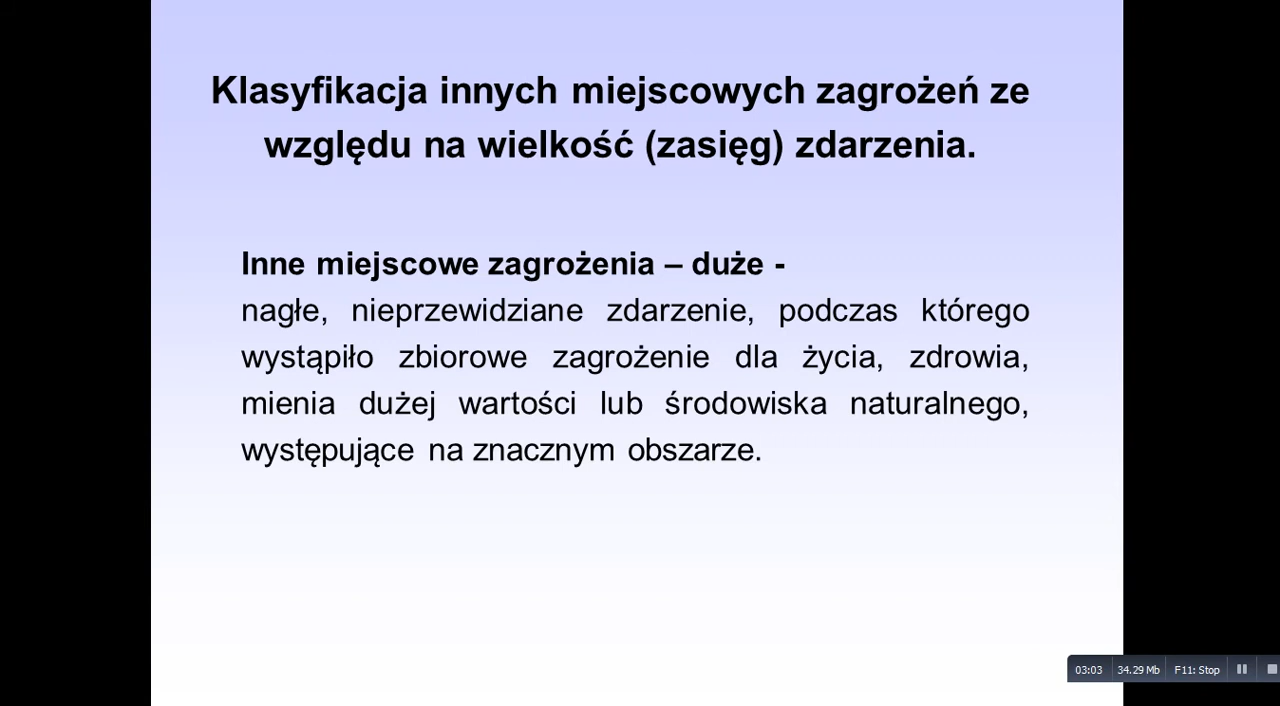 Klasyfikacja innych miejscowych zagrożeń ze
względu na wielkość (zasięg) zdarzenia.
Inne miejscowe zagrożenia – duże -
nagłe, nieprzewidziane zdarzenie, podczas którego
wystąpiło zbiorowe zagrożenie dla życia, zdrowia,
mienia dużej wartości lub środowiska naturalnego,
występujące na znacznym obszarze.
03:03 34.29 Mb F11: Stop